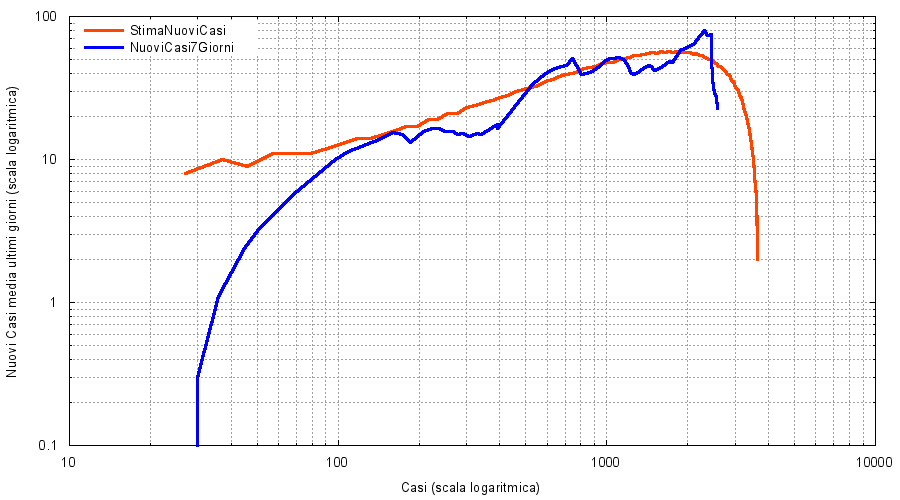 100
StimaNuoviCasi
NuoviCasi7Giorni
10
1
0.1
Nuovi Casi media ultimi giorni (scala logaritmica)
10
100
1000
10000
Casi (scala logaritmica)